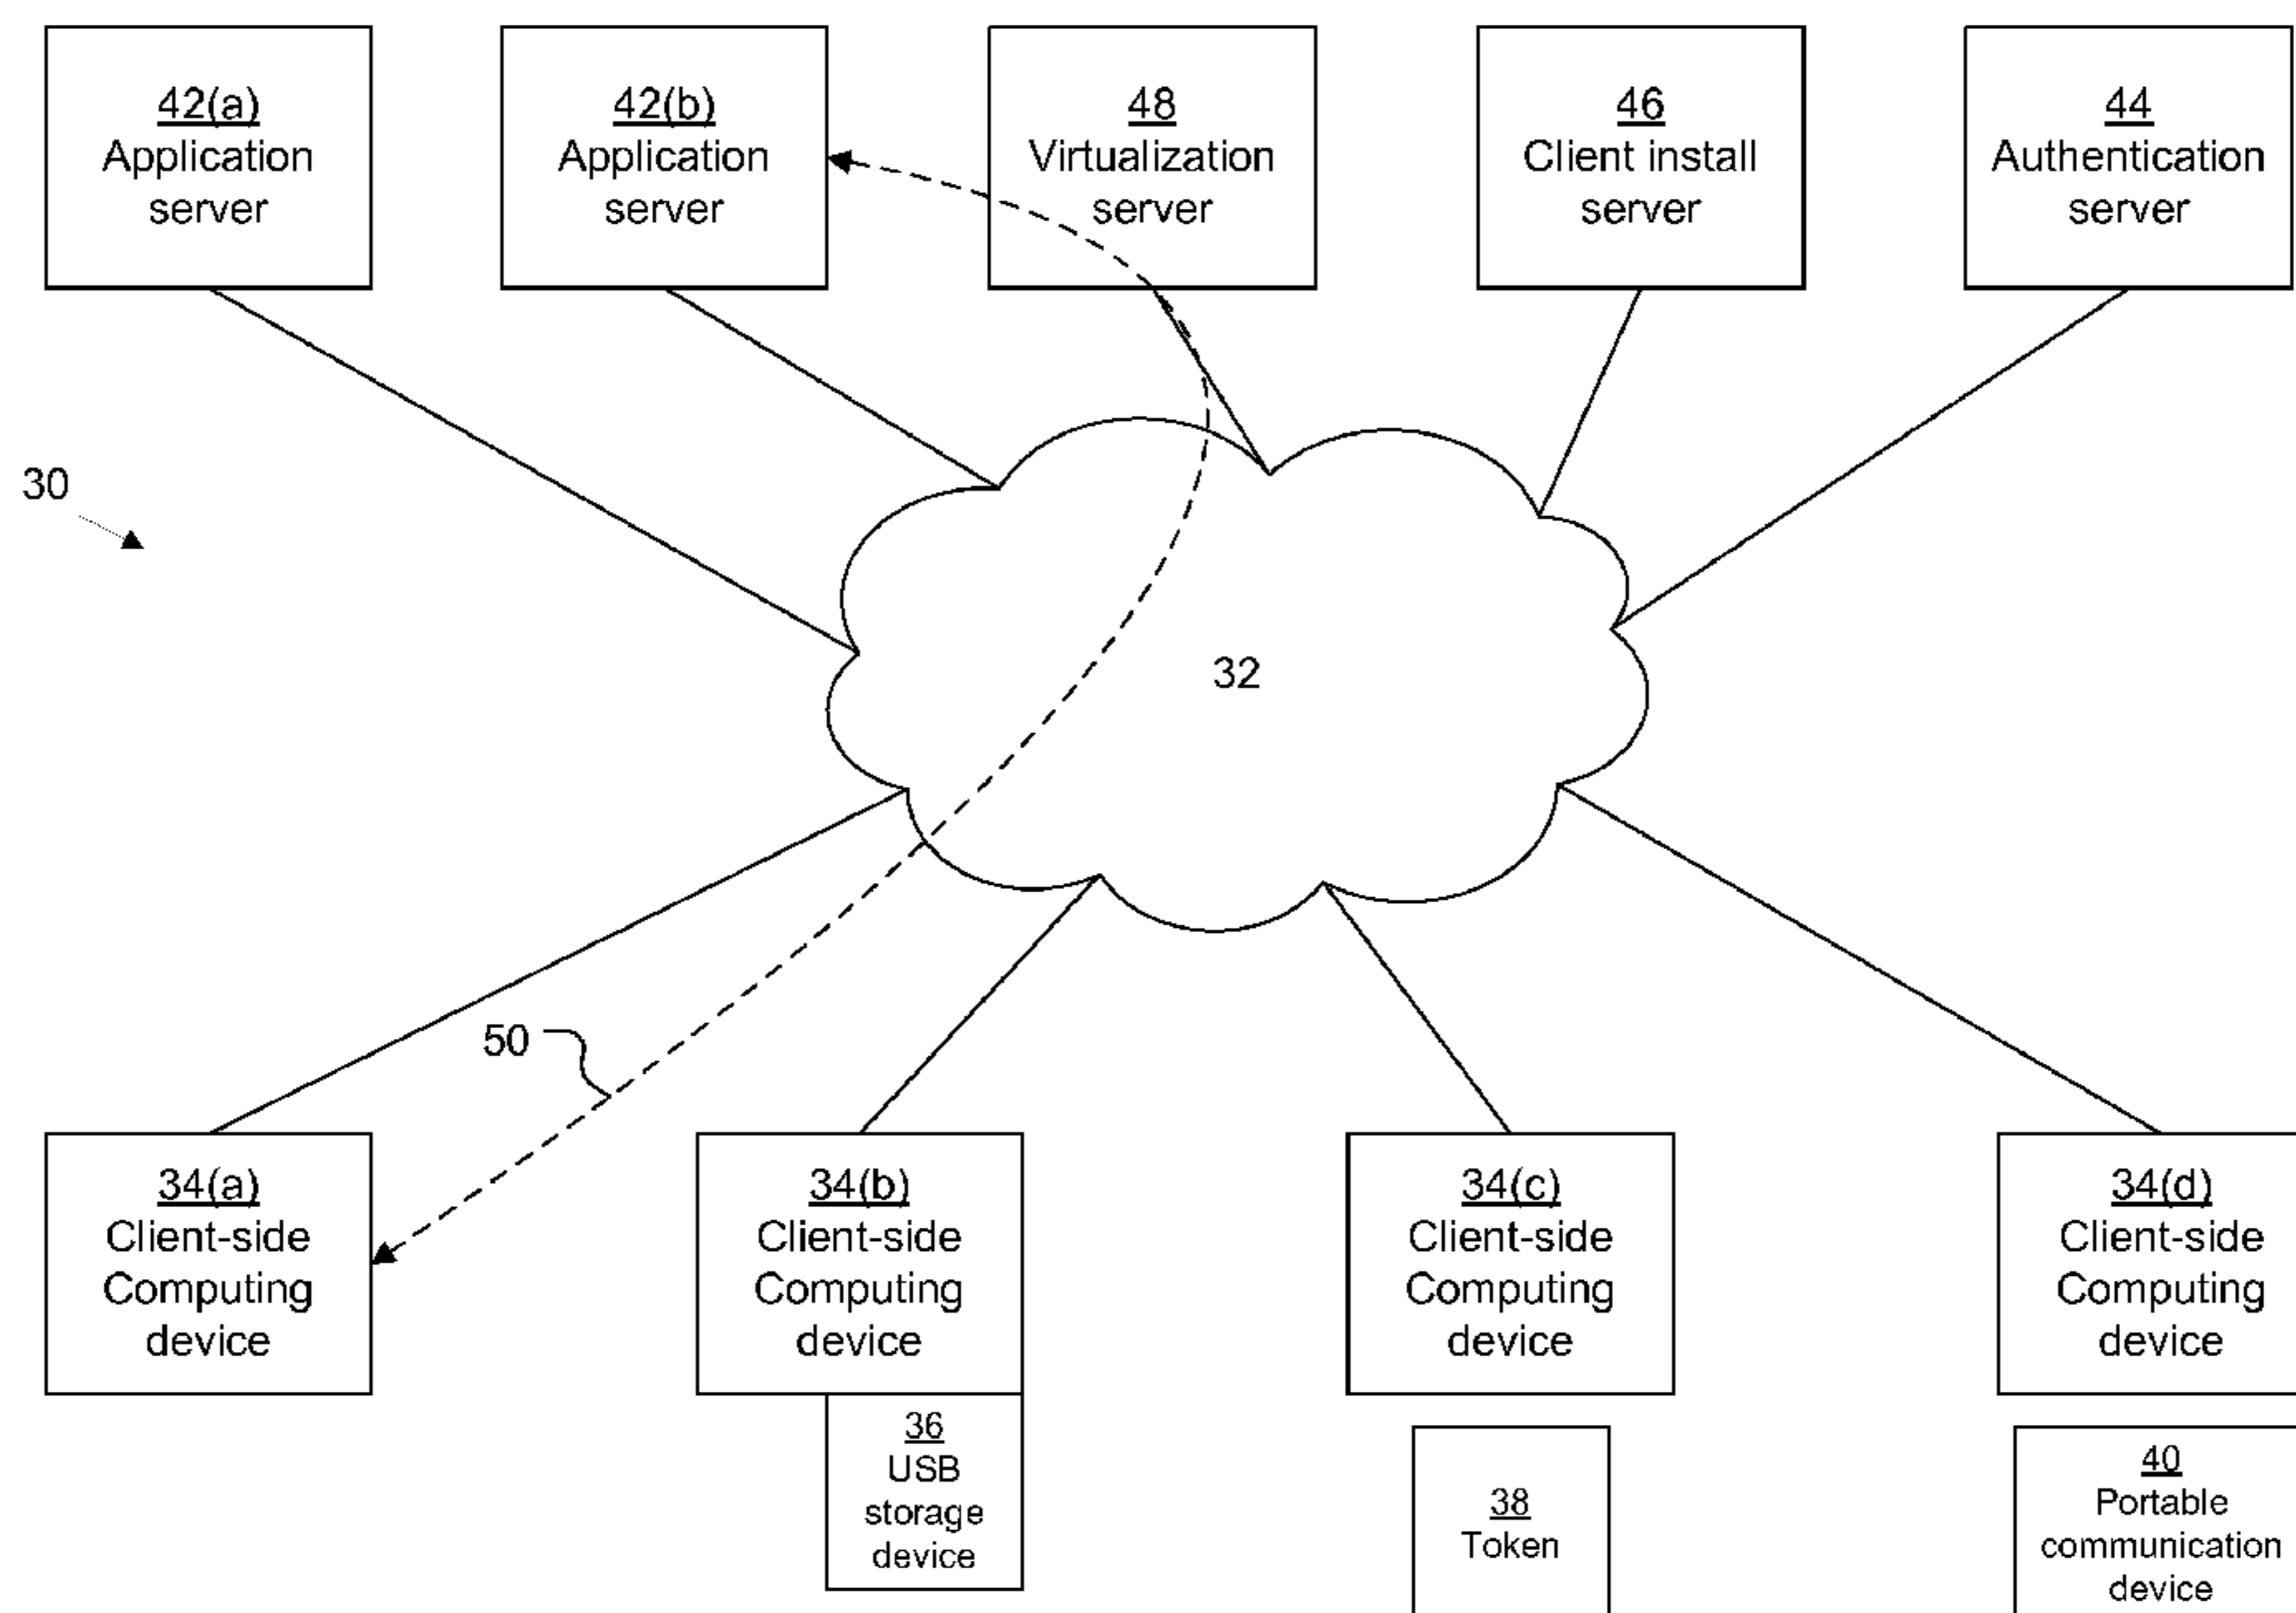 42(a)
Application
server
42(b)
Application
server
48
Virtualization
server
46
Client install
server
44
Authentication
server
30
32
50
34(a)
Client-side
Computing
device
34(b)
Client-side
Computing
device
34(c)
Client-side
Computing
device
34(d)
Client-side
Computing
device
36
USB
storage
device
38
Token
40
Portable
communication
device